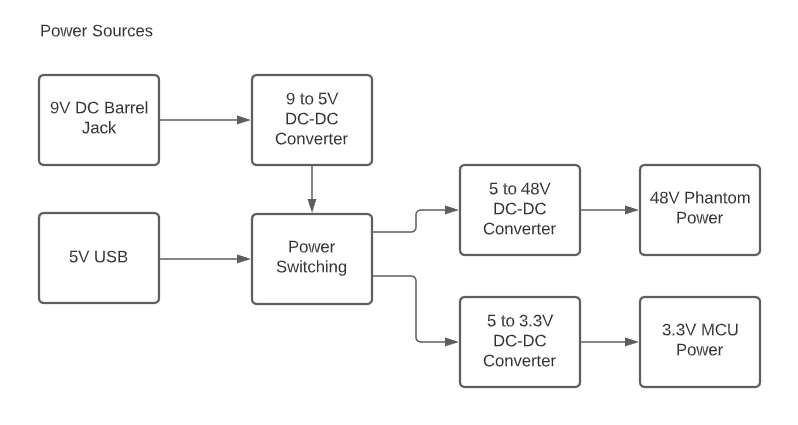 Power Sources
9V DC Barrel
Jack
9 to 5V
DC-DC
Converter
5V USB
Power
Switching
5 to 48V
DC-DC
Converter
48V Phantom
Power
5 to 3.3V
DC-DC
Converter
3.3V MCU
Power